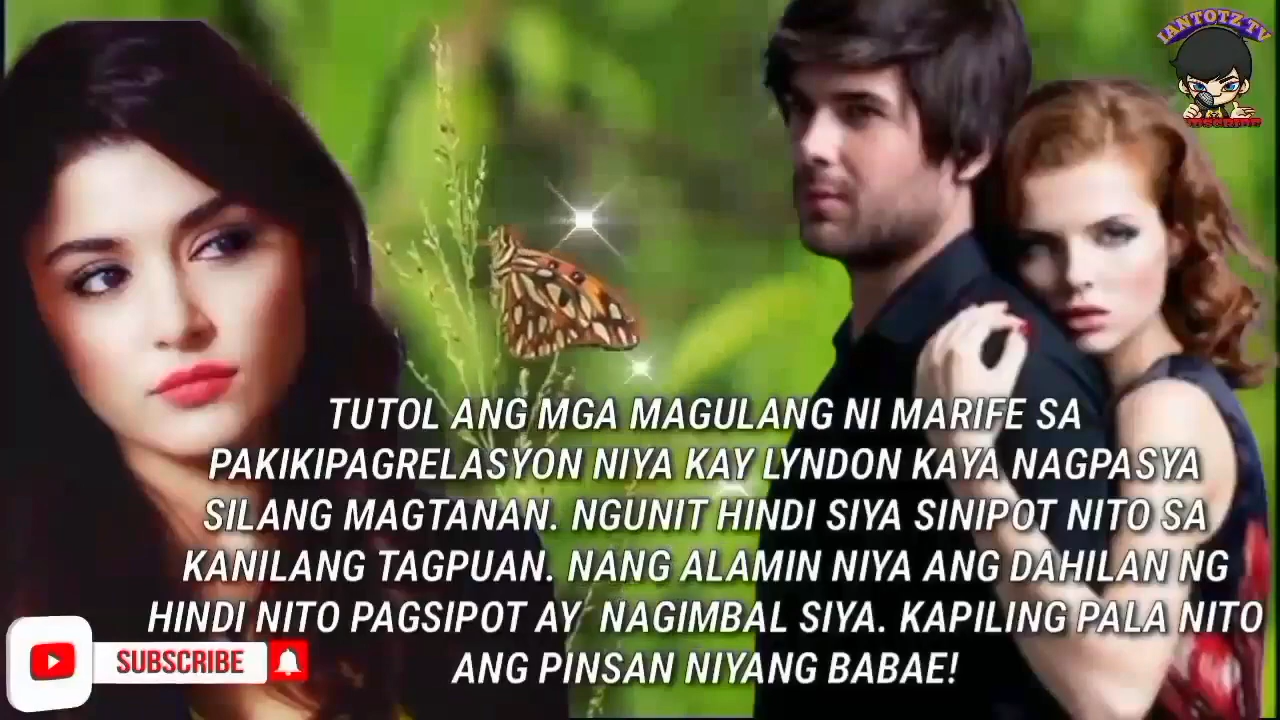 IANTOTZ TV
SUBSCRIBE
TUTOL ANG MGA MAGULANG NI MARIFE SA
PAKIKIPAGRELASYON NIYA KAY LYNDON KAYA NAGPASYA
SILANG MAGTANAN. NGUNIT HINDI SIYA SINIPOT NITO SA
KANILANG TAGPUAN. NANG ALAMIN NIYA ANG DAHILAN NG
HINDI NITO PAGSIPOT AY NAGIMBAL SIYA. KAPILING PALA NITO
ANG PINSAN NIYANG BABAE!
SUBSCRIBE